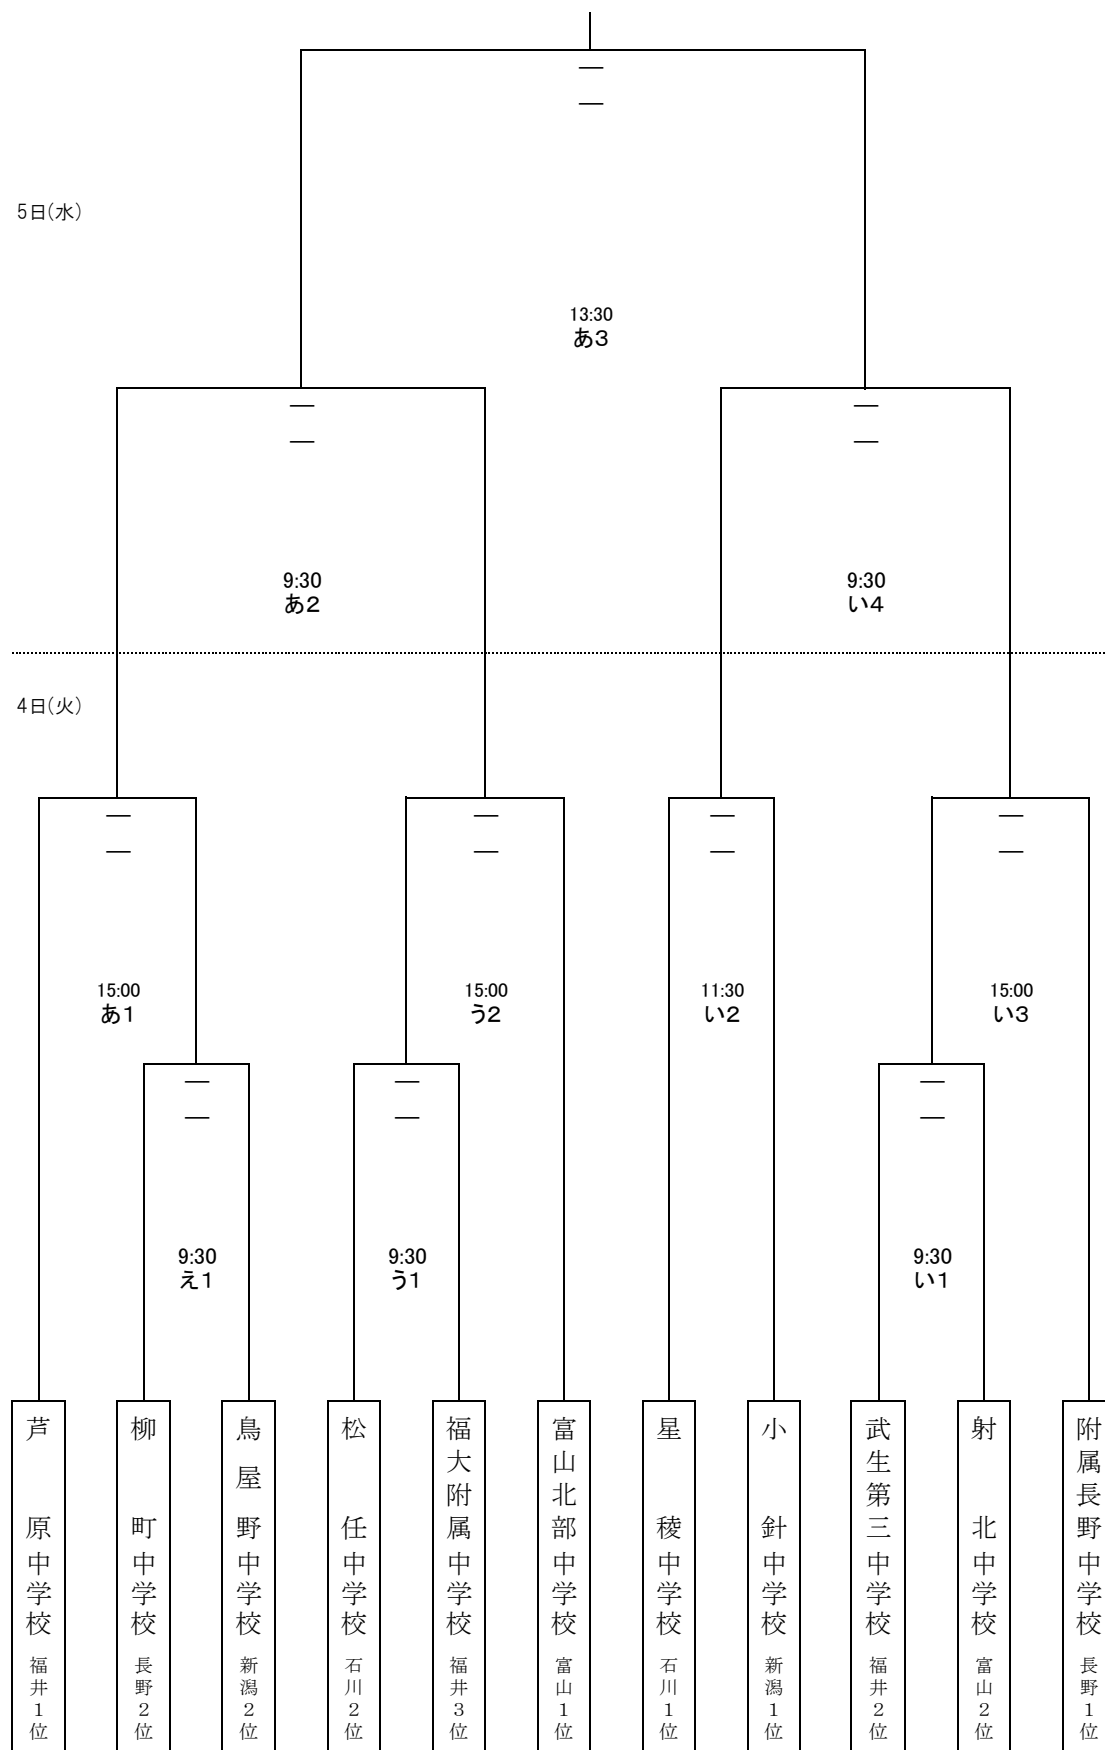 5日(水)
13:30
あ3
9:30
あ2
9:30
い4
4日(火)
15:00
あ1
15:00
う2
11:30
い2
15:00
い3
9:30
え1
9:30
う1
9:30
い1
芦原中学校 福井1位
柳町中学校 長野2位
鳥屋野中学校 新潟2位
松任中学校 石川2位
福大附属中学校 福井3位
富山北部中学校 富山1位
星稜中学校 石川1位
小針中学校 新潟1位
武生第三中学校 福井2位
射北中学校 富山2位
附属長野中学校 長野1位